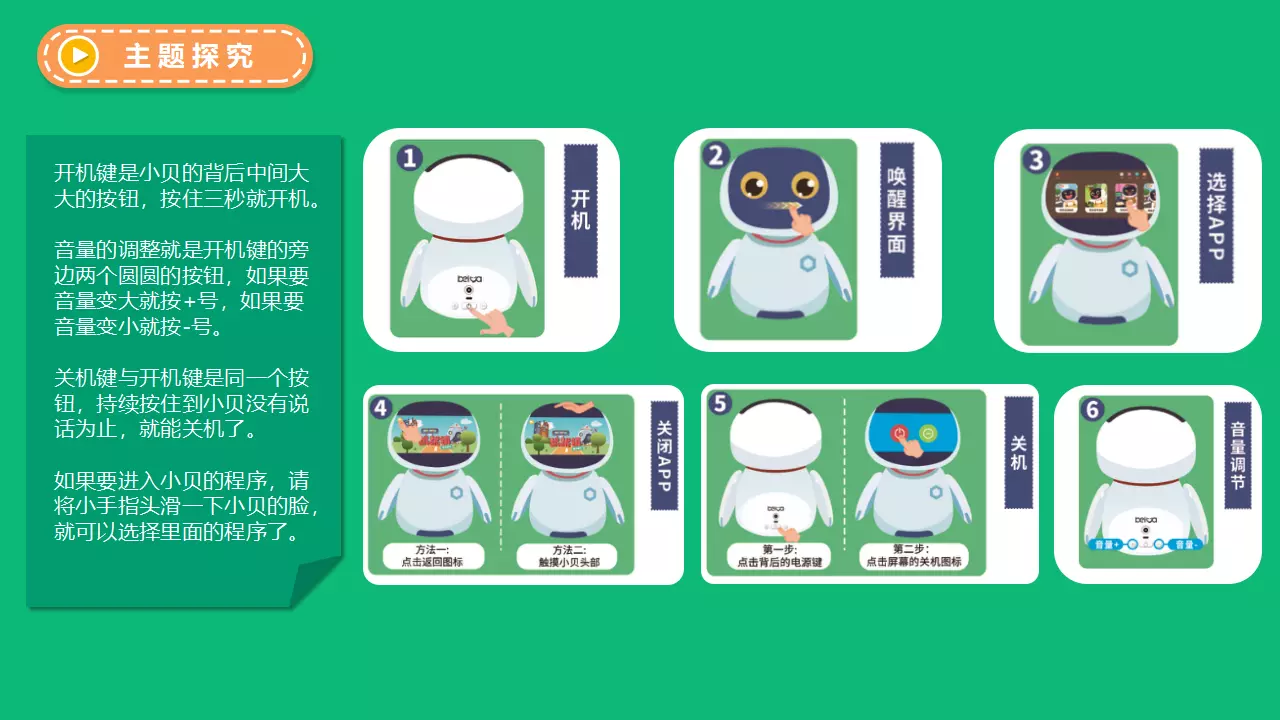 主题探究
开机键是小贝的背后中间大
大的按钮，按住三秒就开机。
音量的调整就是开机键的旁
边两个圆圆的按钮，如果要
音量变大就按+号，如果要
音量变小就按-号。
关机键与开机键是同一个按
钮，持续按住到小贝没有说
话为止，就能关机了。
如果要进入小贝的程序，请
将小手指头滑一下小贝的脸，
就可以选择里面的程序了。
1
开机
beiya
2
唤醒界面
3
选择APP
4
关闭APP
方法一:
点击返回图标
方法二:
触摸小贝头部
5
关机
beiya
第一步:
点击背后的电源键
第二步:
点击屏幕的关机图标
6
音量调节
beiya
音量+
音量-